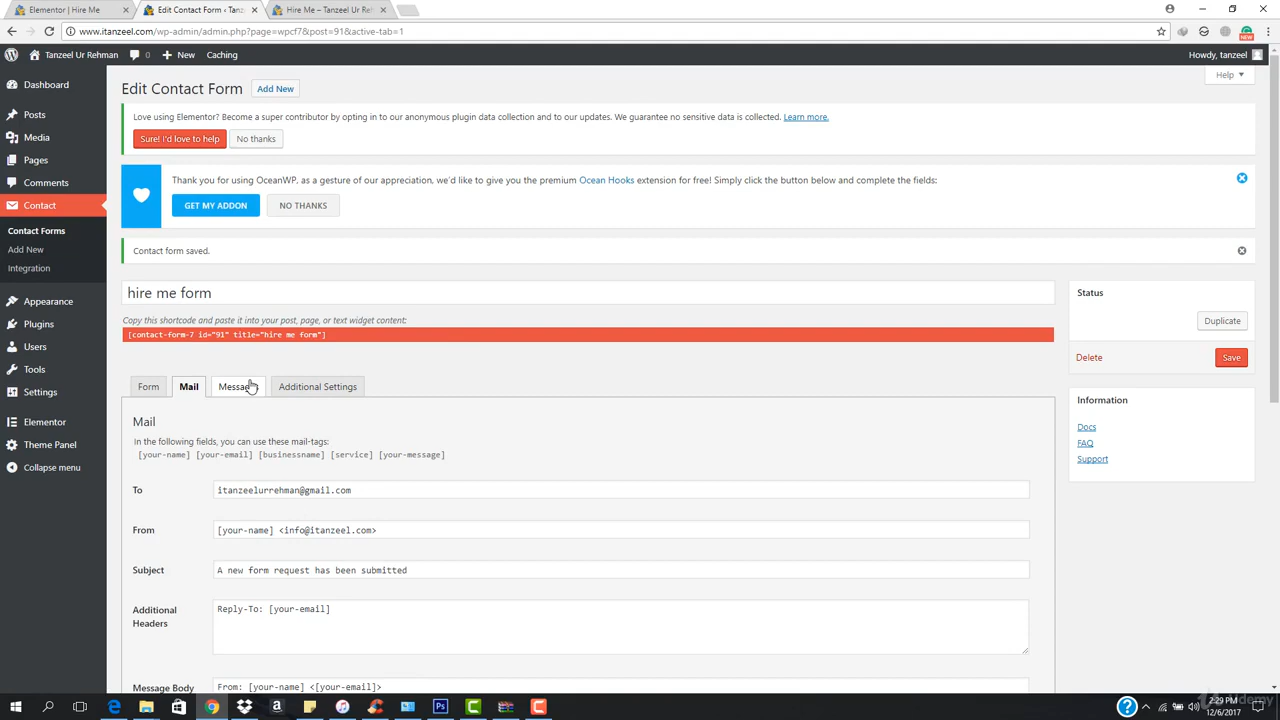 Elementor | Hire Me
Edit Contact Form ‹ Tanz
Hire Me – Tanzeel Ur Reh
www.itanzeel.com/wp-admin/admin.php?page=wpcf7&post=91&active-tab=1
Tanzeel Ur Rehman
0
New
Caching
Howdy, tanzeel
Help
Dashboard
Posts
Media
Pages
Comments
Contact
Contact Forms
Add New
Integration
Appearance
Plugins
Users
Tools
Settings
Elementor
Theme Panel
Collapse menu
Edit Contact Form
Add New
Love using Elementor? Become a super contributor by opting in to our anonymous plugin data collection and to our updates. We guarantee no sensitive data is collected. Learn more.
Sure! I'd love to help
No thanks
Thank you for using OceanWP, as a gesture of our appreciation, we'd like to give you the premium Ocean Hooks extension for free! Simply click the button below and complete the fields:
GET MY ADDON
NO THANKS
Contact form saved.
hire me form
Copy this shortcode and paste it into your post, page, or text widget content:
[contact-form-7 id="91" title="hire me form"]
Status
Duplicate
Delete
Save
Information
Docs
FAQ
Support
Form
Mail
Additional Settings
Mail
In the following fields, you can use these mail-tags:
[your-name] [your-email] [businessname] [service] [your-message]
To
itanzeelurrehman@gmail.com
From
[your-name] <info@itanzeel.com>
Subject
A new form request has been submitted
Additional
Headers
Reply-To: [your-email]
Message Body
From: [your-name] <[your-email]>
2:29 PM
12/6/2017
Udemy